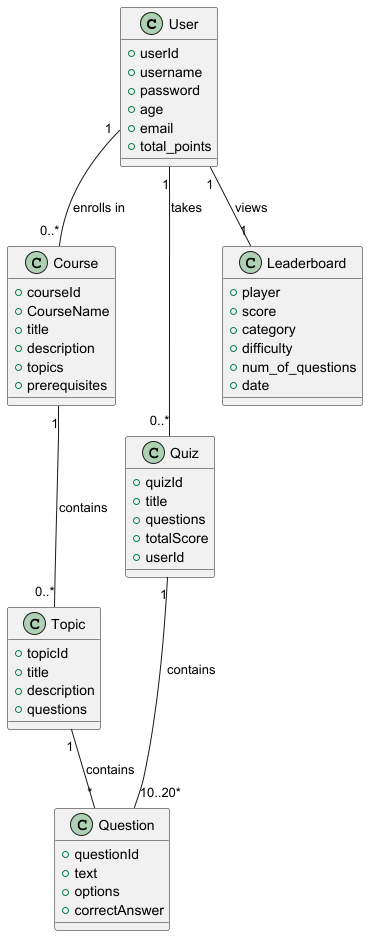 C User
userId
username
password
age
email
total_points
1
1
1
enrolls in
takes
views
0..*
1
C Course
courseId
CourseName
title
description
topics
prerequisites
C Leaderboard
player
score
category
difficulty
num_of_questions
date
1
0..*
C Quiz
quizId
title
questions
totalScore
userId
contains
0..*
1
C Topic
topicId
title
description
questions
contains
1
contains
*
10..20*
C Question
questionId
text
options
correctAnswer